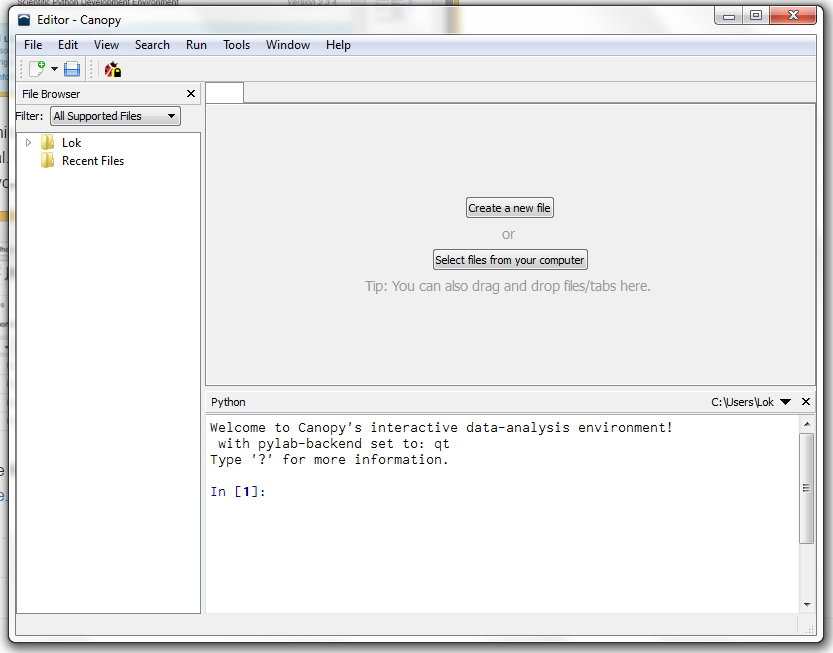 Scientific Python Development Environment
Version 2.3.4
Editor - Canopy
File Edit View Search Run Tools Window Help
File Browser
Filter: All Supported Files
Lok
Recent Files
Create a new file
or
Select files from your computer
Tip: You can also drag and drop files/tabs here.
Python C:\Users\Lok
Welcome to Canopy's interactive data-analysis environment!
with pylab-backend set to: qt
Type '?' for more information.
In [1]: